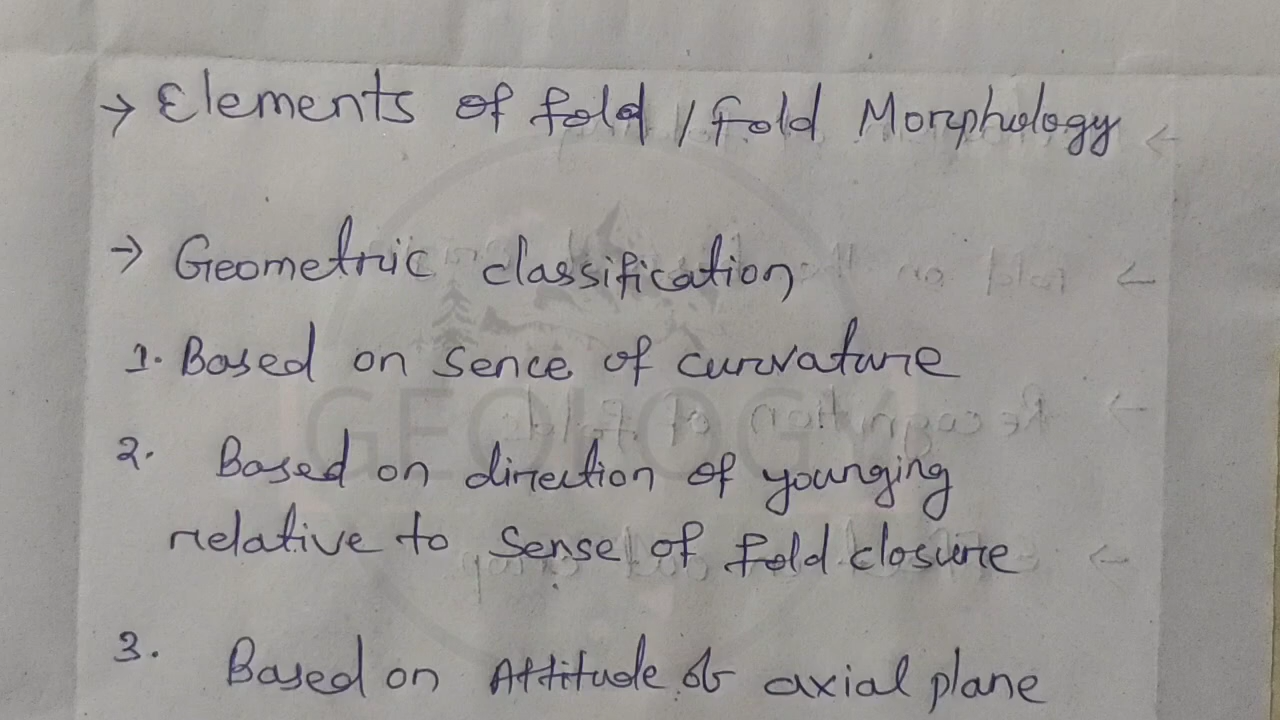 → Elements of fold / Fold Morphology
→ Geometric classification
1. Based on Sence of curvature
2. Based on direction of younging
relative to Sense of fold closure
3. Based on Attitude of axial plane
GEOLOGY